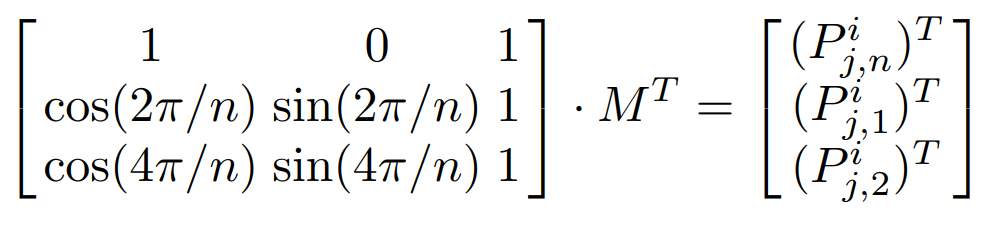 1 0 1 (P^i_{j,n})^T
cos(2π/n) sin(2π/n) 1 · M^T = (P^i_{j,1})^T
cos(4π/n) sin(4π/n) 1 (P^i_{j,2})^T